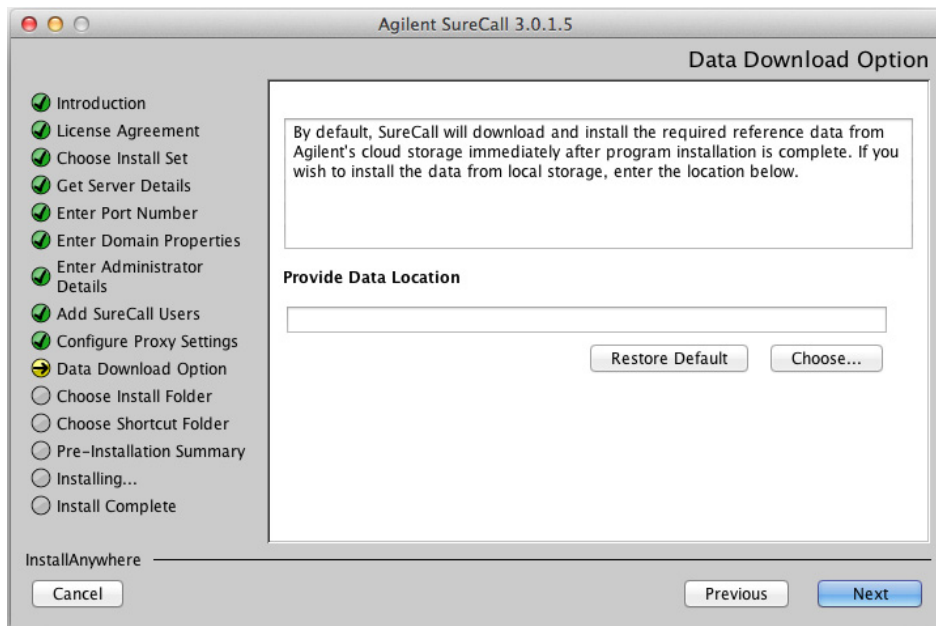 Agilent SureCall 3.0.1.5
Data Download Option
Introduction
License Agreement
Choose Install Set
Get Server Details
Enter Port Number
Enter Domain Properties
Enter Administrator
Details
Add SureCall Users
Configure Proxy Settings
Data Download Option
Choose Install Folder
Choose Shortcut Folder
Pre-Installation Summary
Installing...
Install Complete
By default, SureCall will download and install the required reference data from
Agilent's cloud storage immediately after program installation is complete. If you
wish to install the data from local storage, enter the location below.
Provide Data Location
Restore Default
Choose...
InstallAnywhere
Cancel
Previous
Next